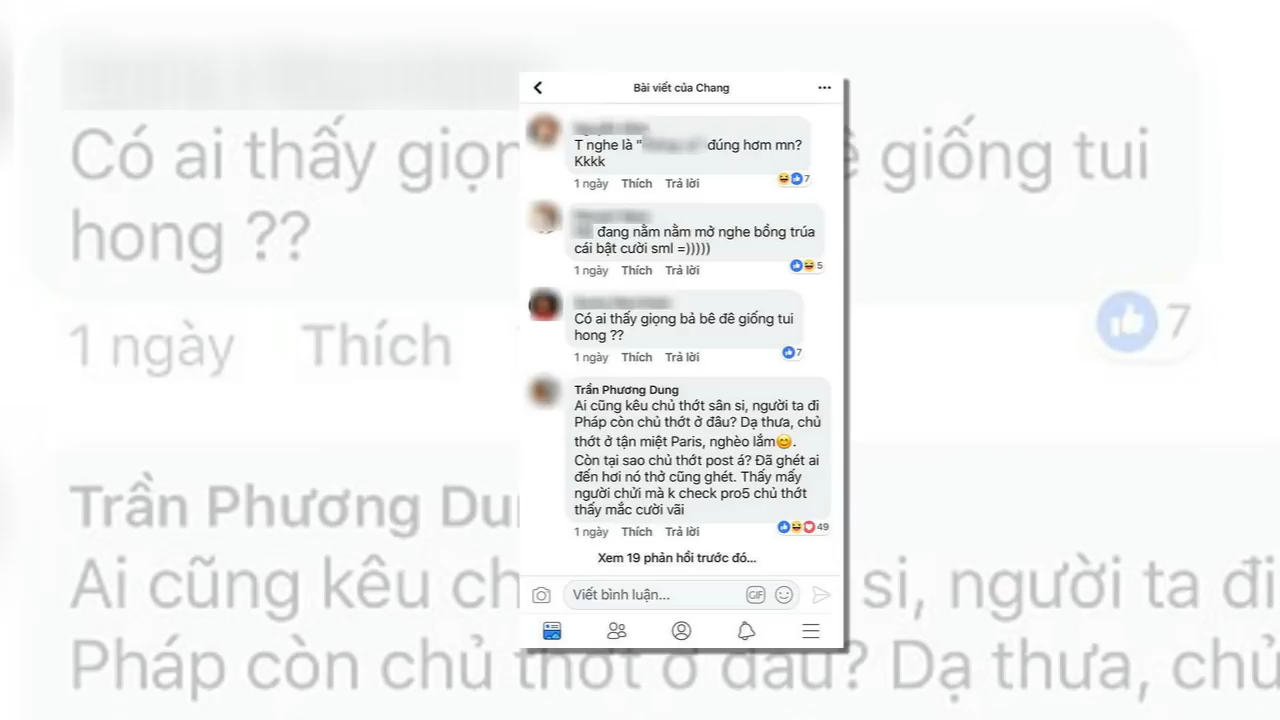 Bài viết của Chang
T nghe là " " đúng hơm mn?
Kkkk
1 ngày Thích Trả lời
7
đang nằm nằm mở nghe bồng trúa
cái bật cười sml =)))))
1 ngày Thích Trả lời
5
Có ai thấy giọng bả bê đê giống tui
hong ??
1 ngày Thích Trả lời
7
Trần Phương Dung
Ai cũng kêu chủ thớt sân si, người ta đi
Pháp còn chủ thớt ở đâu? Dạ thưa, chủ
thớt ở tận miệt Paris, nghèo lắm😊.
Còn tại sao chủ thớt post á? Đã ghét ai
đến hơi nó thở cũng ghét. Thấy mấy
người chửi mà k check pro5 chủ thớt
thấy mắc cười vãi
1 ngày Thích Trả lời
49
Xem 19 phản hồi trước đó...
Viết bình luận...
GIF
Có ai thấy giọn ê giống tui
hong ??
1 ngày Thích
7
Trần Phương Du
Ai cũng kêu ch si, người ta đi
Pháp còn chủ thớt ở đâu? Dạ thưa, chủ